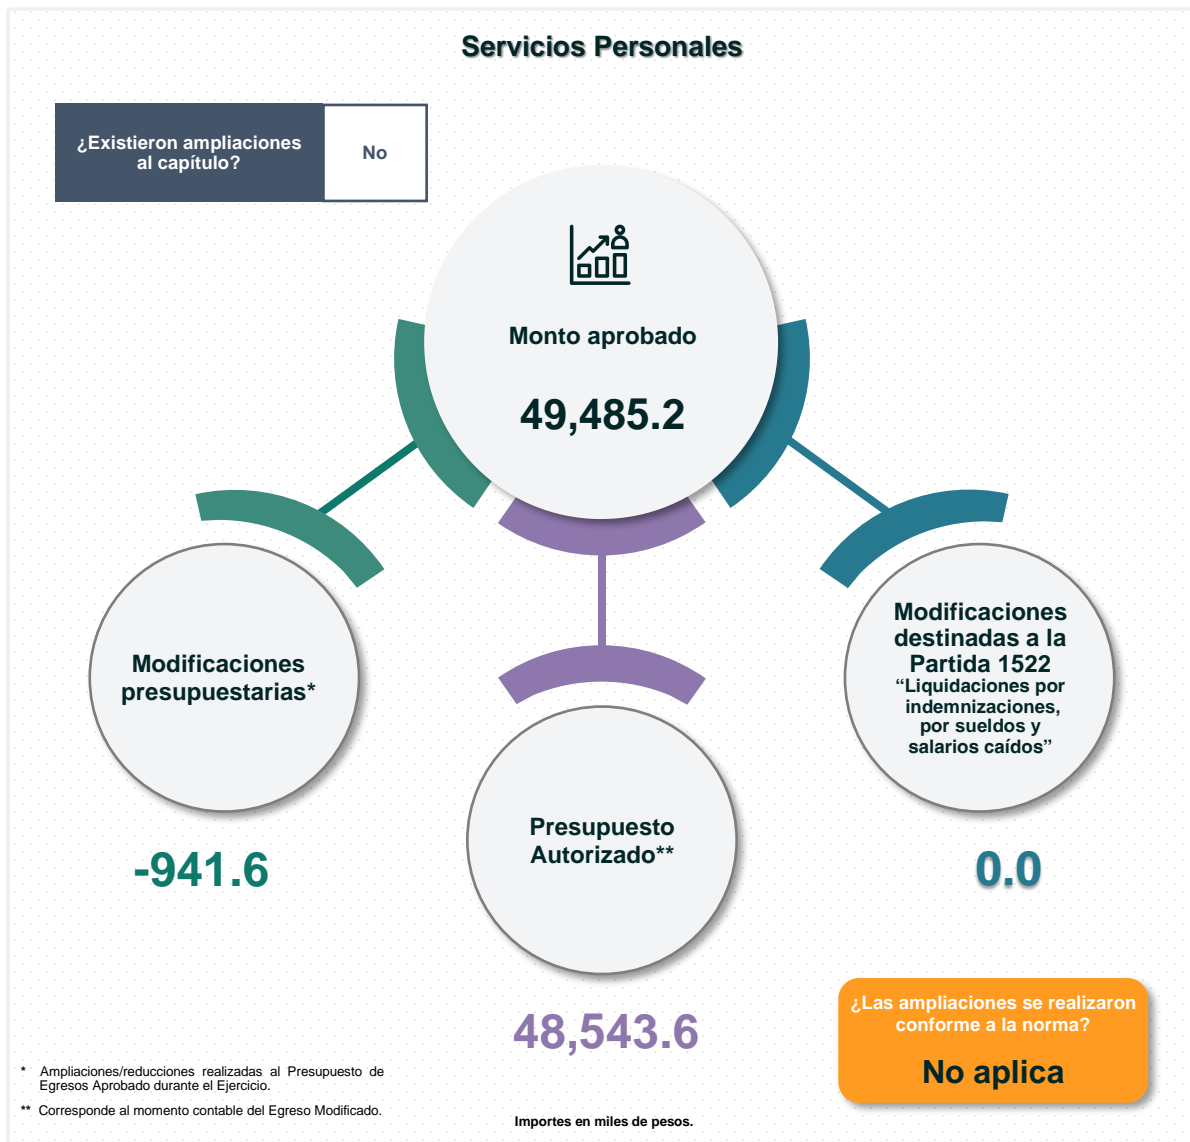 Servicios Personales
¿Existieron ampliaciones
al capítulo?
No
Monto aprobado
49,485.2
Modificaciones
presupuestarias*
-941.6
Presupuesto
Autorizado**
48,543.6
Modificaciones
destinadas a la
Partida 1522
“Liquidaciones por
indemnizaciones,
por sueldos y
salarios caídos”
0.0
¿Las ampliaciones se realizaron
conforme a la norma?
No aplica
* Ampliaciones/reducciones realizadas al Presupuesto de
Egresos Aprobado durante el Ejercicio.
** Corresponde al momento contable del Egreso Modificado.
Importes en miles de pesos.